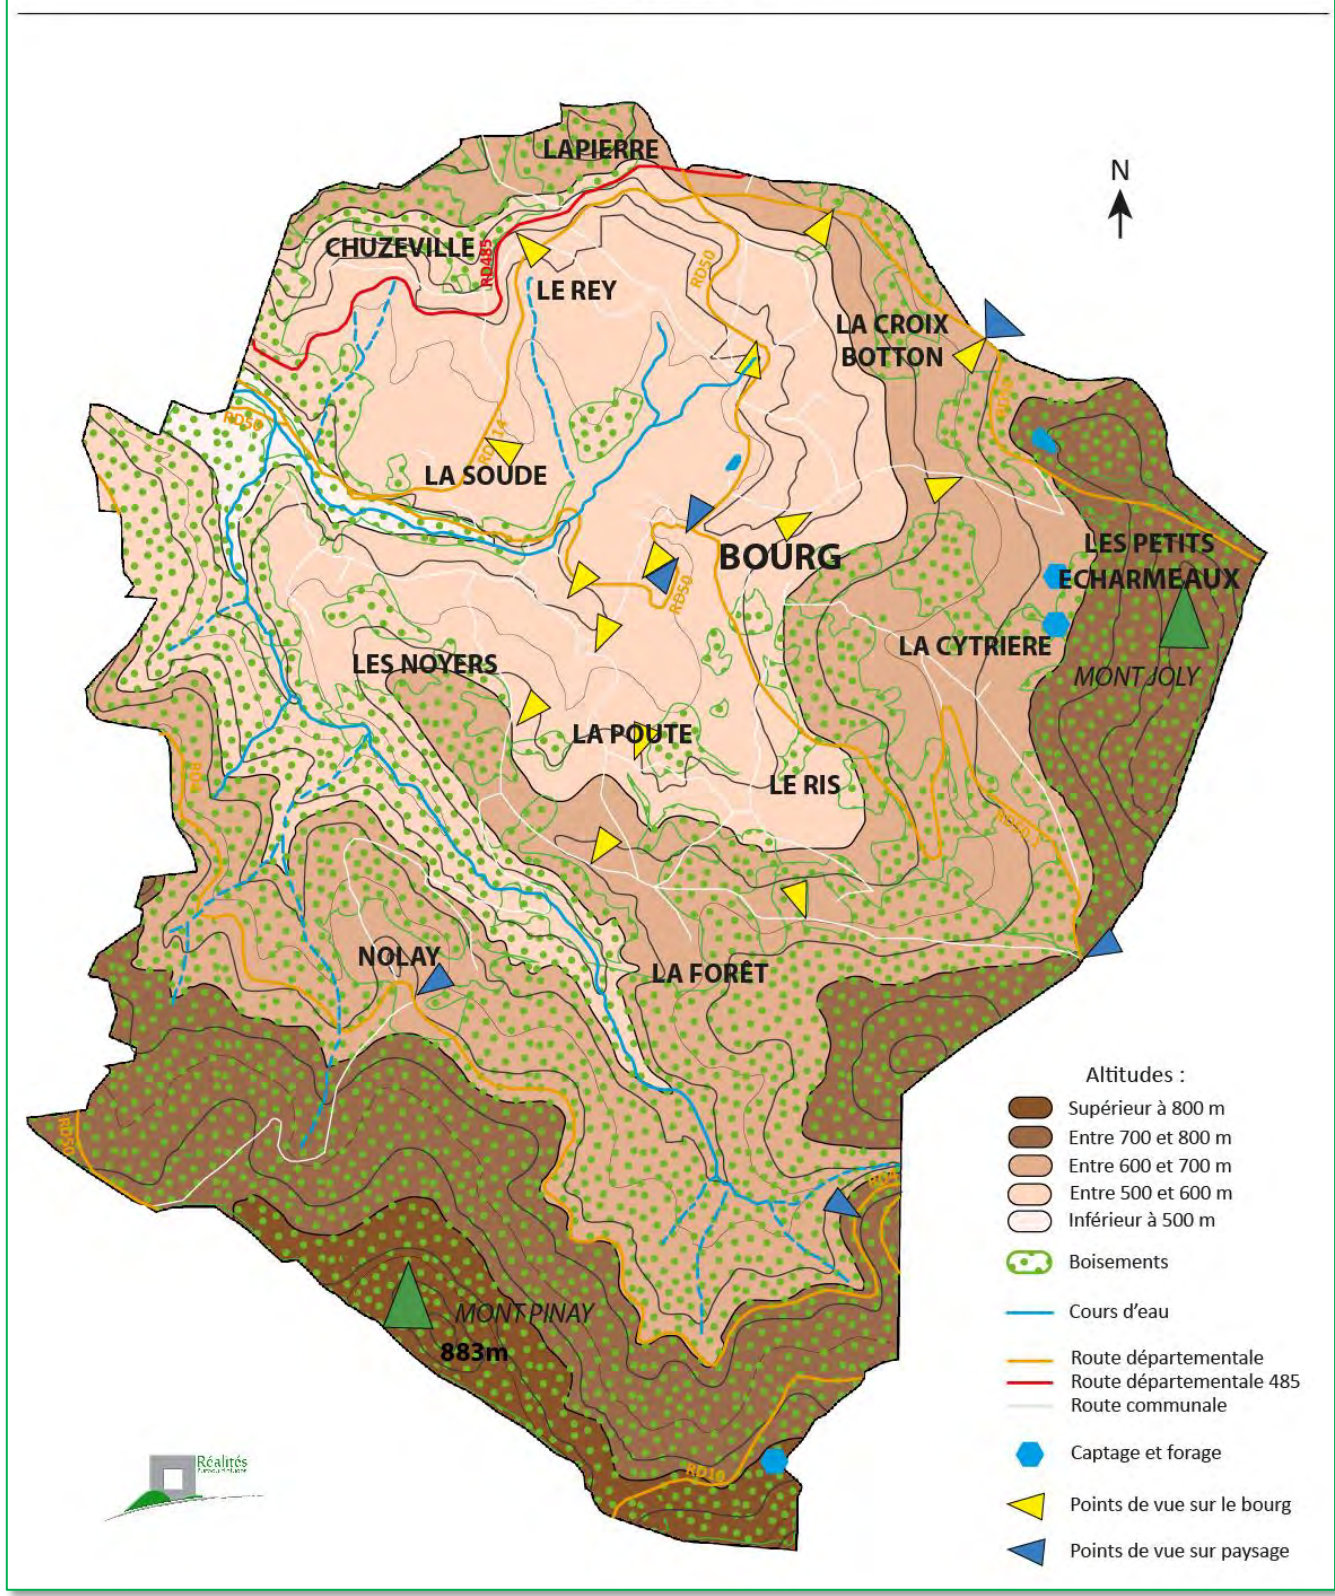 LAPIERRE
N
CHUZEVILLE
RD485
LE REY
RD50
LA CROIX
BOTTON
RD50
LA SOUDE
BOURG
RD50
LES PETITS
ECHARMEAUX
LA CYTRIERE
MONT JOLY
LES NOYERS
LA POUTE
LE RIS
NOLAY
LA FORÊT
RD50
MONT PINAY
883m
RD10
Altitudes :
Supérieur à 800 m
Entre 700 et 800 m
Entre 600 et 700 m
Entre 500 et 600 m
Inférieur à 500 m
Boisements
Cours d'eau
Route départementale
Route départementale 485
Route communale
Captage et forage
Points de vue sur le bourg
Points de vue sur paysage
Réalités